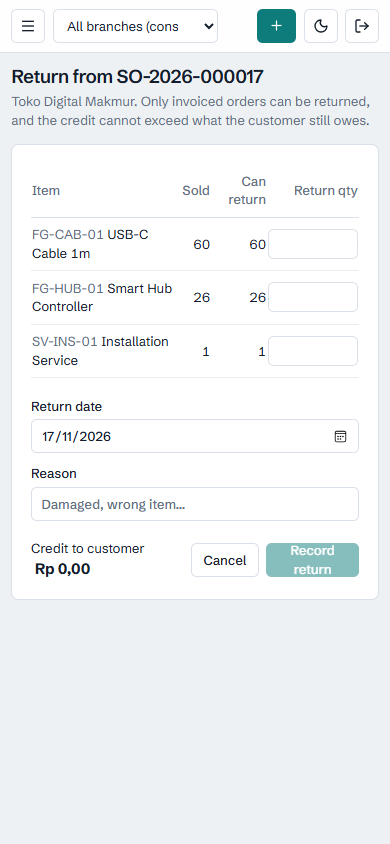 All branches (cons
Return from SO-2026-000017
Toko Digital Makmur. Only invoiced orders can be returned,
and the credit cannot exceed what the customer still owes.
Item Sold Can return Return qty
FG-CAB-01 USB-C
Cable 1m
60 60
FG-HUB-01 Smart Hub
Controller
26 26
SV-INS-01 Installation
Service
1 1
Return date
17/11/2026
Reason
Damaged, wrong item...
Credit to customer
Rp 0,00
Cancel
Record
return